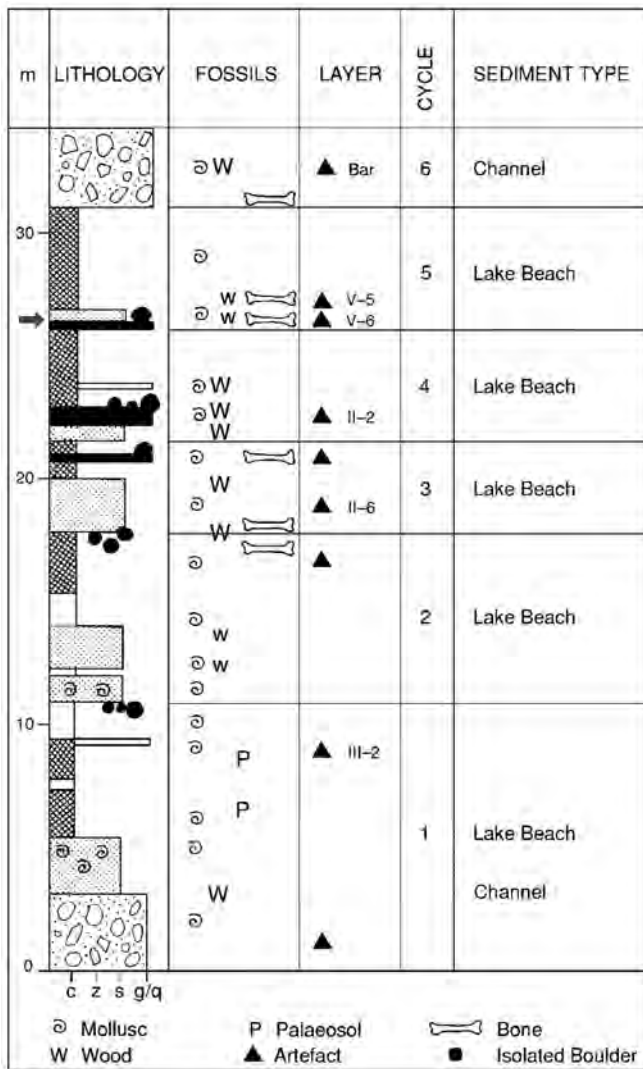 m LITHOLOGY FOSSILS LAYER CYCLE SEDIMENT TYPE
W Bar 6 Channel
30
5 Lake Beach
W V-5
W V-6
4 Lake Beach
W
W II-2
W
20
W 3 Lake Beach
II-6
W
2 Lake Beach
W
W
10
III-2
P
P
1 Lake Beach
W Channel
0
c z s g/q
Mollusc P Palaeosol Bone
W Wood Artefact Isolated Boulder